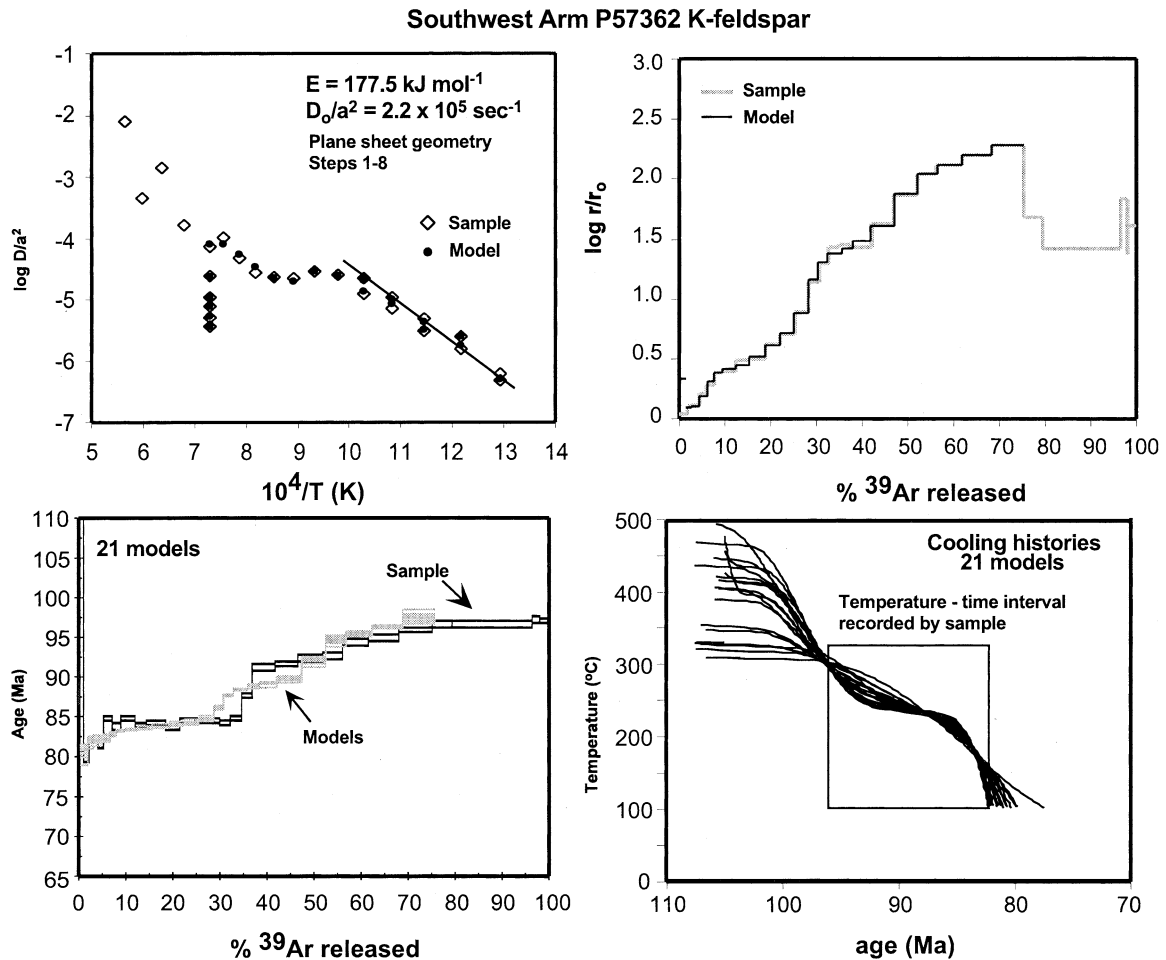 Southwest Arm P57362 K-feldspar
-1
-2
-3
-4
-5
-6
-7
log D/a²
E = 177.5 kJ mol⁻¹
Dₒ/a² = 2.2 x 10⁵ sec⁻¹
Plane sheet geometry
Steps 1-8
Sample
Model
5 6 7 8 9 10 11 12 13 14
10⁴/T (K)
3.0
2.5
2.0
1.5
1.0
0.5
0
log r/rₒ
Sample
Model
0 10 20 30 40 50 60 70 80 90 100
% ³⁹Ar released
110
105
100
95
90
85
80
75
70
65
Age (Ma)
21 models
Sample
Models
0 10 20 30 40 50 60 70 80 90 100
% ³⁹Ar released
500
400
300
200
100
0
Temperature (ºC)
Cooling histories
21 models
Temperature - time interval
recorded by sample
110 100 90 80 70
age (Ma)